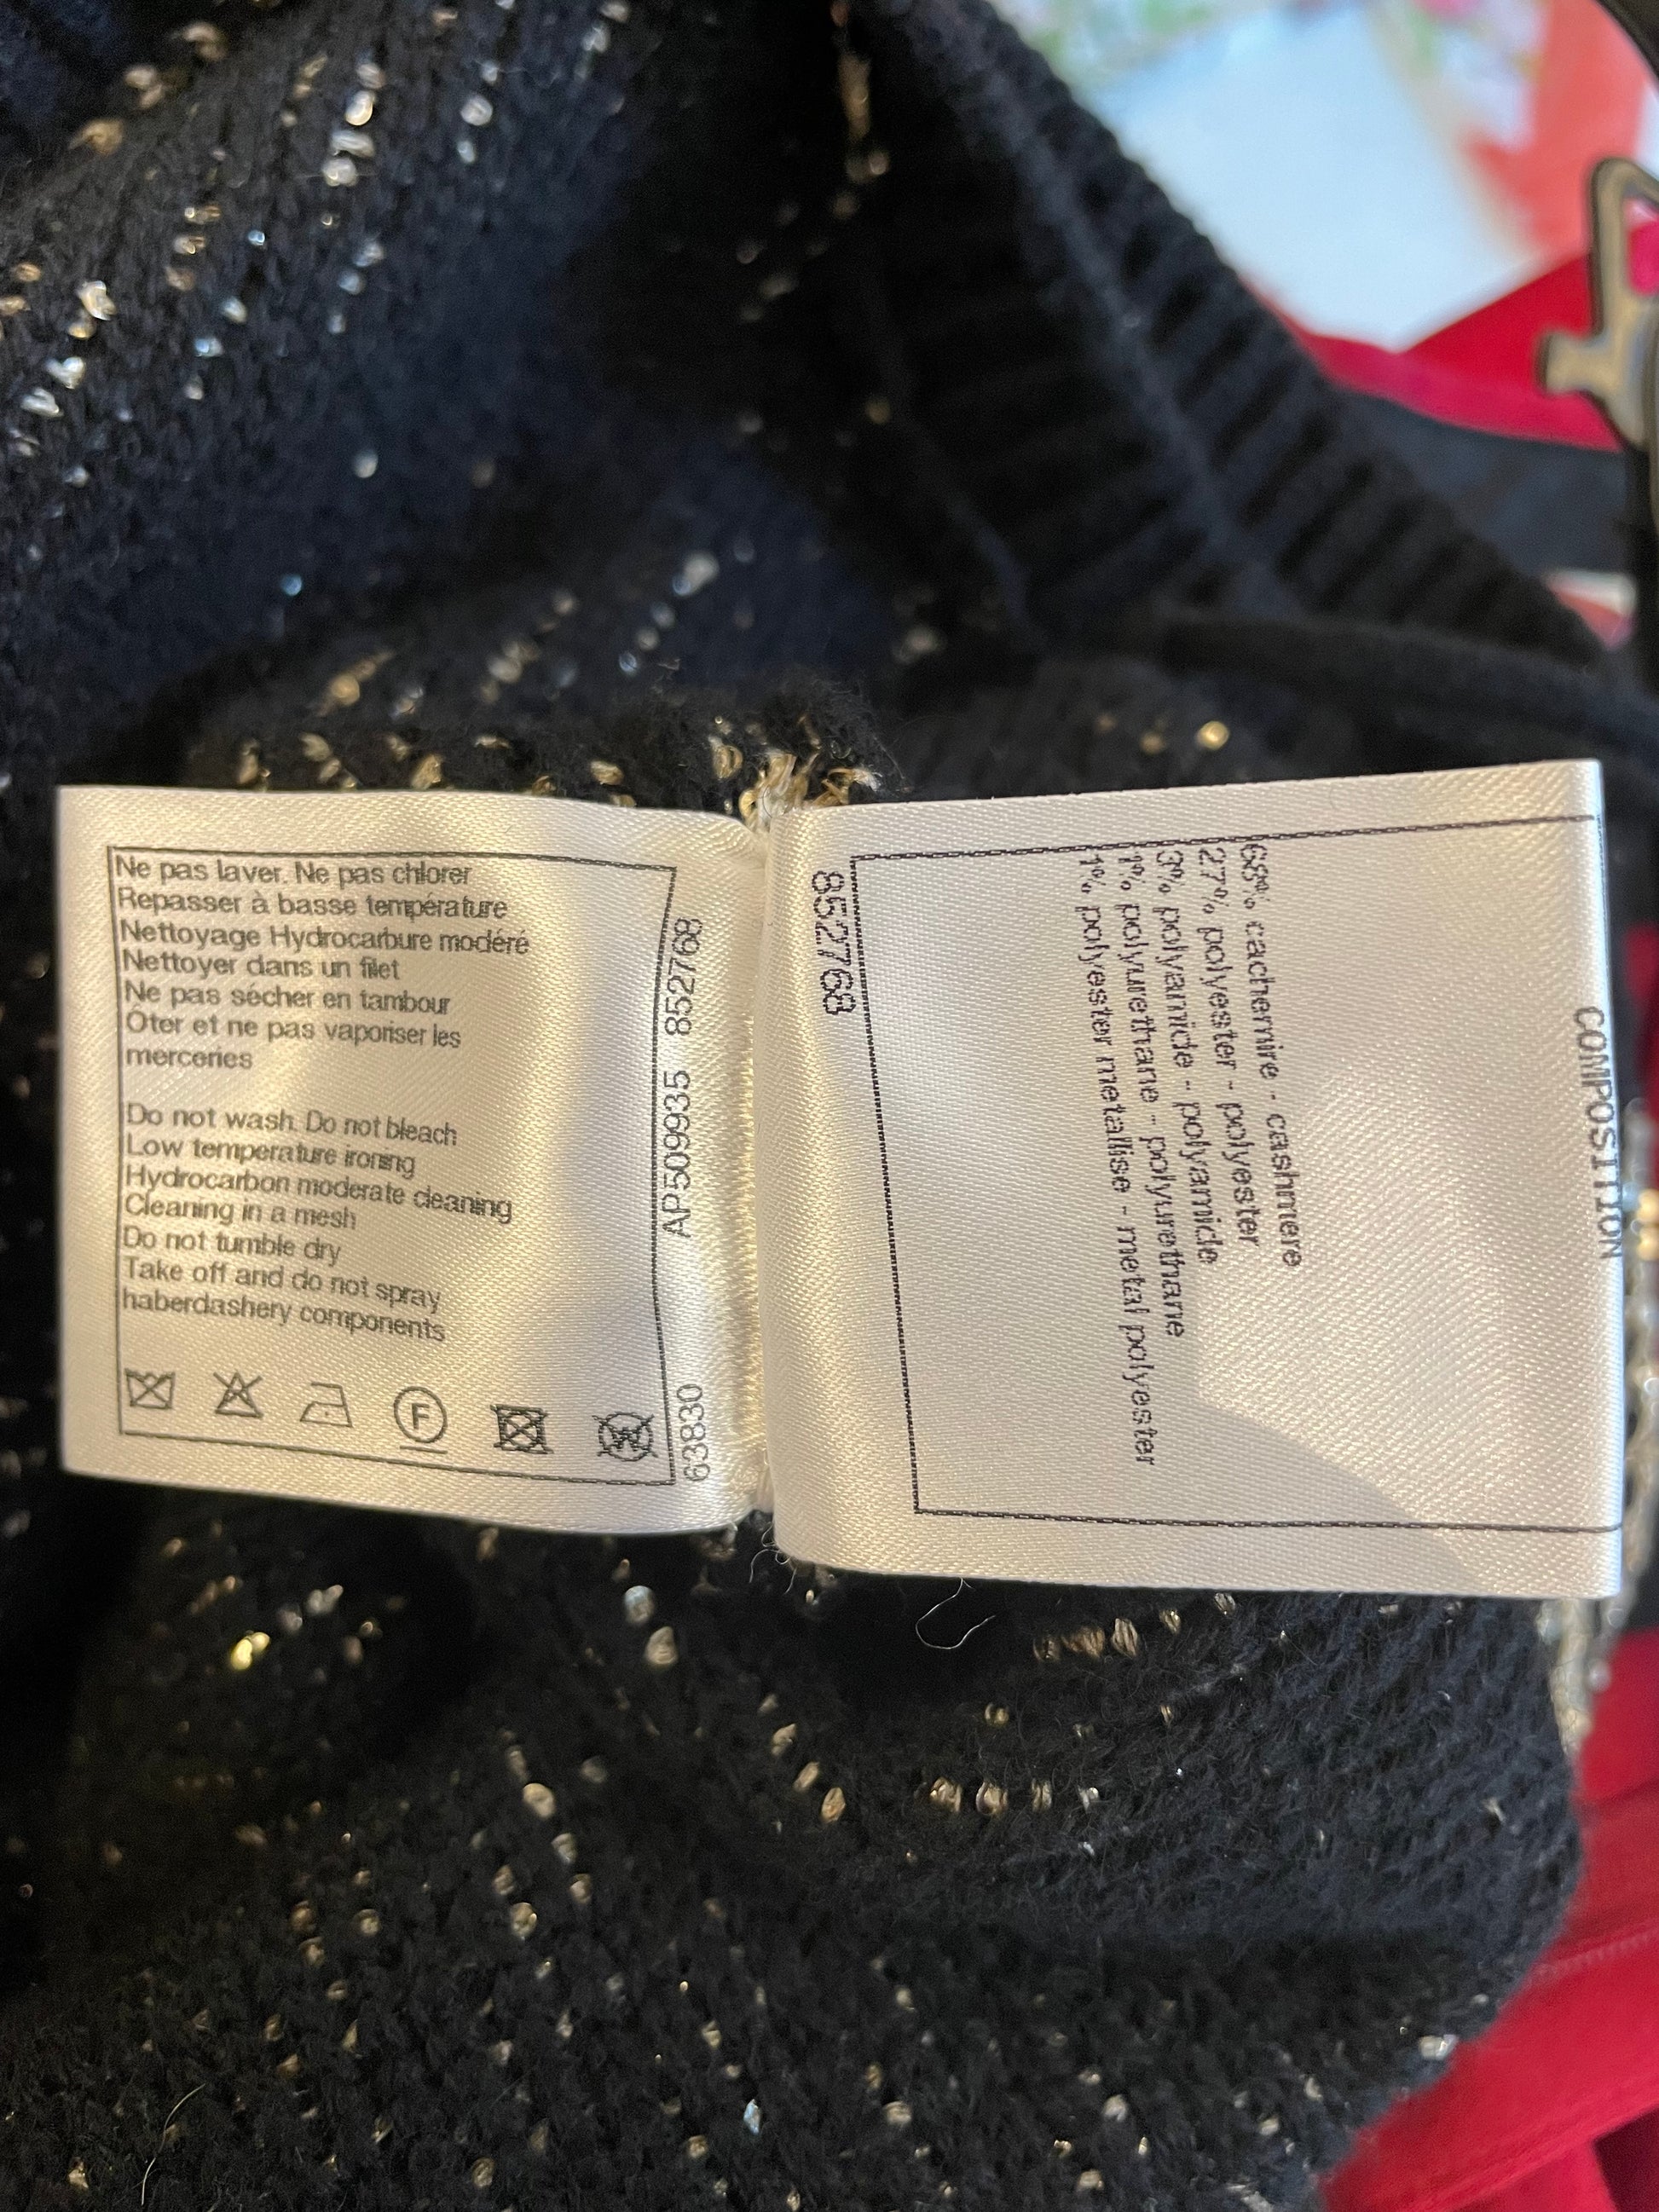 Ne pas laver. Ne pas chlorer
Repasser à basse température
Nettoyage Hydrocarbure modéré
Nettoyer dans un filet
Ne pas sécher en tambour
Ôter et ne pas vaporiser les
merceries
Do not wash. Do not bleach
Low temperature ironing
Hydrocarbon moderate cleaning
Cleaning in a mesh
Do not tumble dry
Take off and do not spray
haberdashery components
F
W
63830 AP509935 852768
COMPOSITION
68% cachemire - cashmere
27% polyester - polyester
3% polyamide - polyamide
1% polyurethane - polyurethane
1% polyester metallise - metal polyester
852768